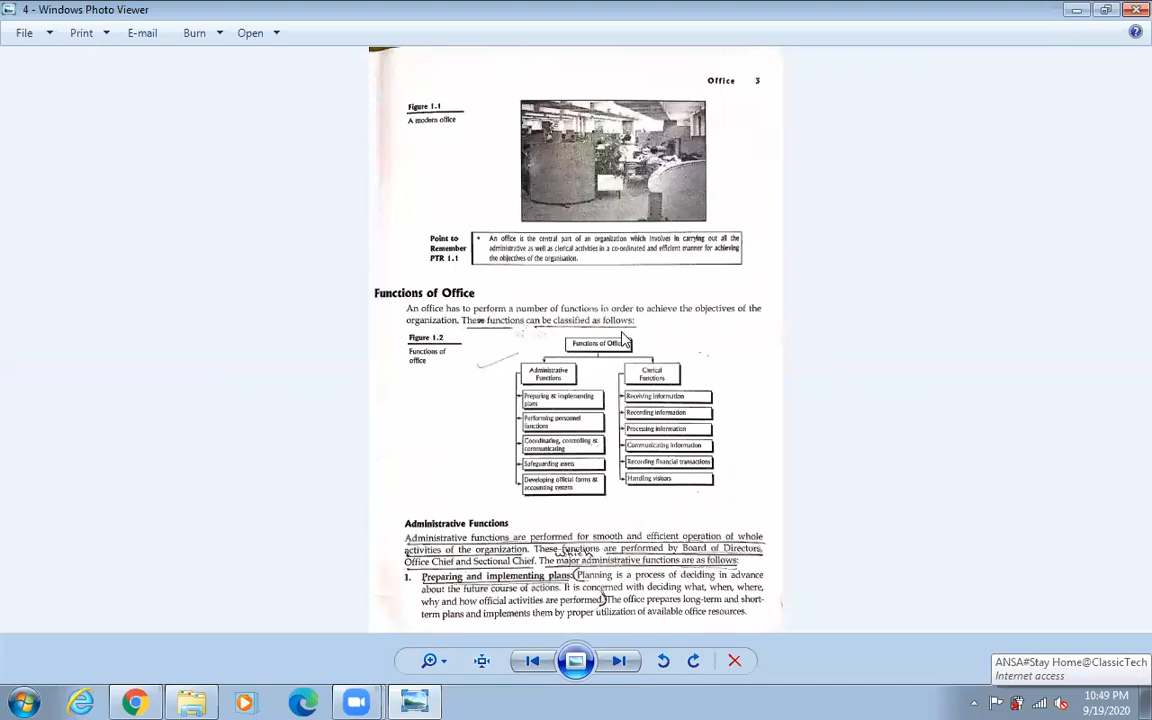 4 - Windows Photo Viewer
File Print E-mail Burn Open
Office 3
Figure 1.1
A modern office
Point to
Remember
PTR 1.1
• An office is the central part of an organization which involves in carrying out all the
administrative as well as clerical activities in a co-ordinated and efficient manner for achieving
the objectives of the organisation.
Functions of Office
An office has to perform a number of functions in order to achieve the objectives of the
organization. These functions can be classified as follows:
Figure 1.2
Functions of
office
Functions of Office
Administrative
Functions
Preparing & implementing
plans
Performing personnel
functions
Coordinating, controlling &
communicating
Safeguarding assets
Developing official forms &
accounting system
Clerical
Functions
Receiving information
Recording information
Processing information
Communicating information
Recording financial transactions
Handling visitors
Administrative Functions
Administrative functions are performed for smooth and efficient operation of whole
activities of the organization. These functions are performed by Board of Directors,
which
Office Chief and Sectional Chief. The major administrative functions are as follows:
1. Preparing and implementing plans: (Planning is a process of deciding in advance
about the future course of actions. It is concerned with deciding what, when, where,
why and how official activities are performed.) The office prepares long-term and short-
term plans and implements them by proper utilization of available office resources.
ANSA#Stay Home@ClassicTech
Internet access
10:49 PM
9/19/2020